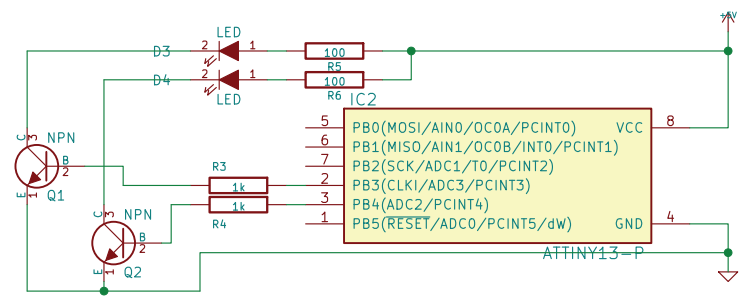 +5V
LED
D3 2 1 100
R5
D4 2 1 100
LED R6
IC2
5 PB0(MOSI/AIN0/OC0A/PCINT0) VCC 8
6 PB1(MISO/AIN1/OC0B/INT0/PCINT1)
7 PB2(SCK/ADC1/T0/PCINT2)
2 PB3(CLKI/ADC3/PCINT3)
3 PB4(ADC2/PCINT4)
1 PB5(RESET/ADC0/PCINT5/dW) GND 4
ATTINY13-P
C 3 NPN
B 2
E 1 Q1
R3
1k
1k
R4
C 3 NPN
B 2
E 1 Q2